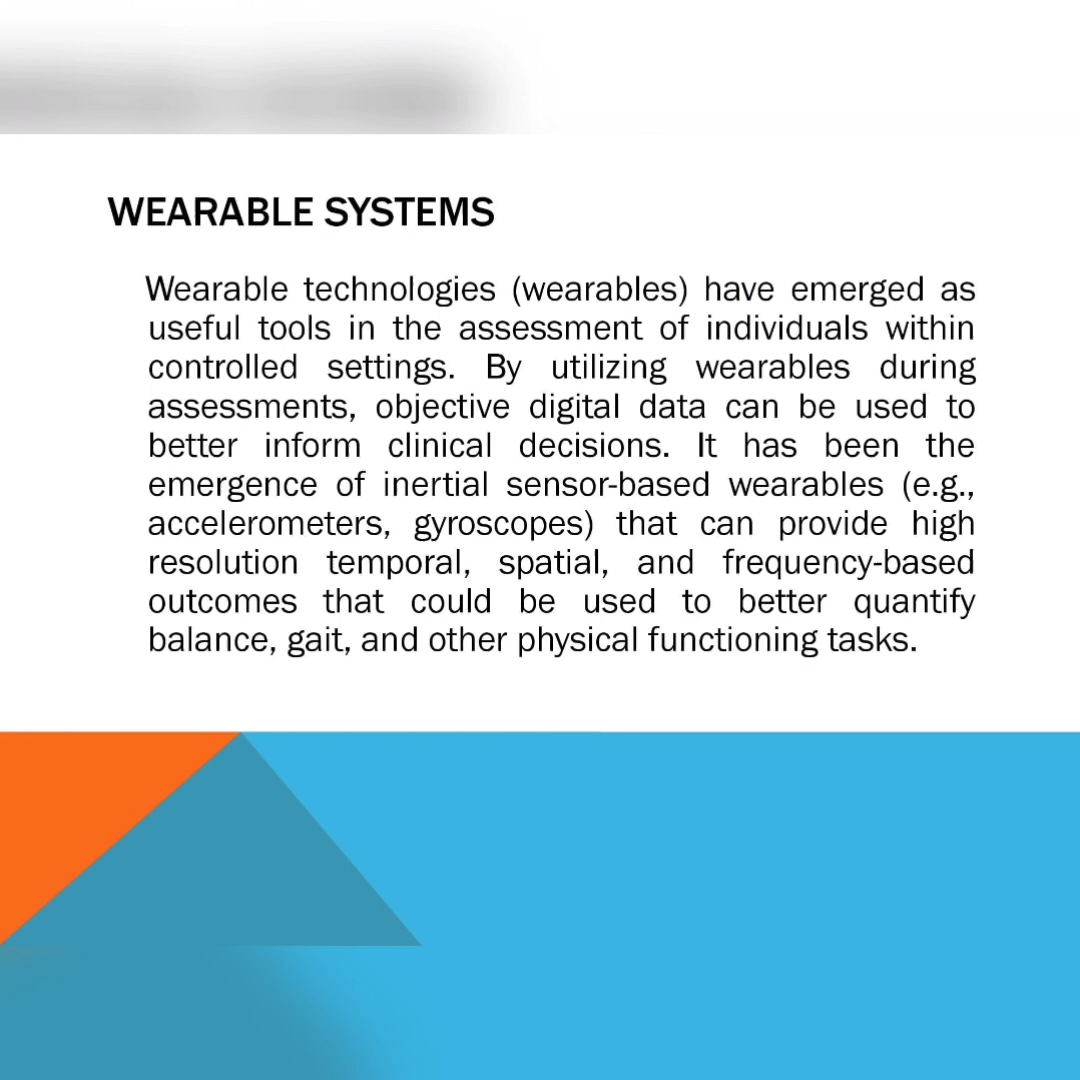 WEARABLE SYSTEMS
Wearable technologies (wearables) have emerged as
useful tools in the assessment of individuals within
controlled settings. By utilizing wearables during
assessments, objective digital data can be used to
better inform clinical decisions. It has been the
emergence of inertial sensor-based wearables (e.g.,
accelerometers, gyroscopes) that can provide high
resolution temporal, spatial, and frequency-based
outcomes that could be used to better quantify
balance, gait, and other physical functioning tasks.